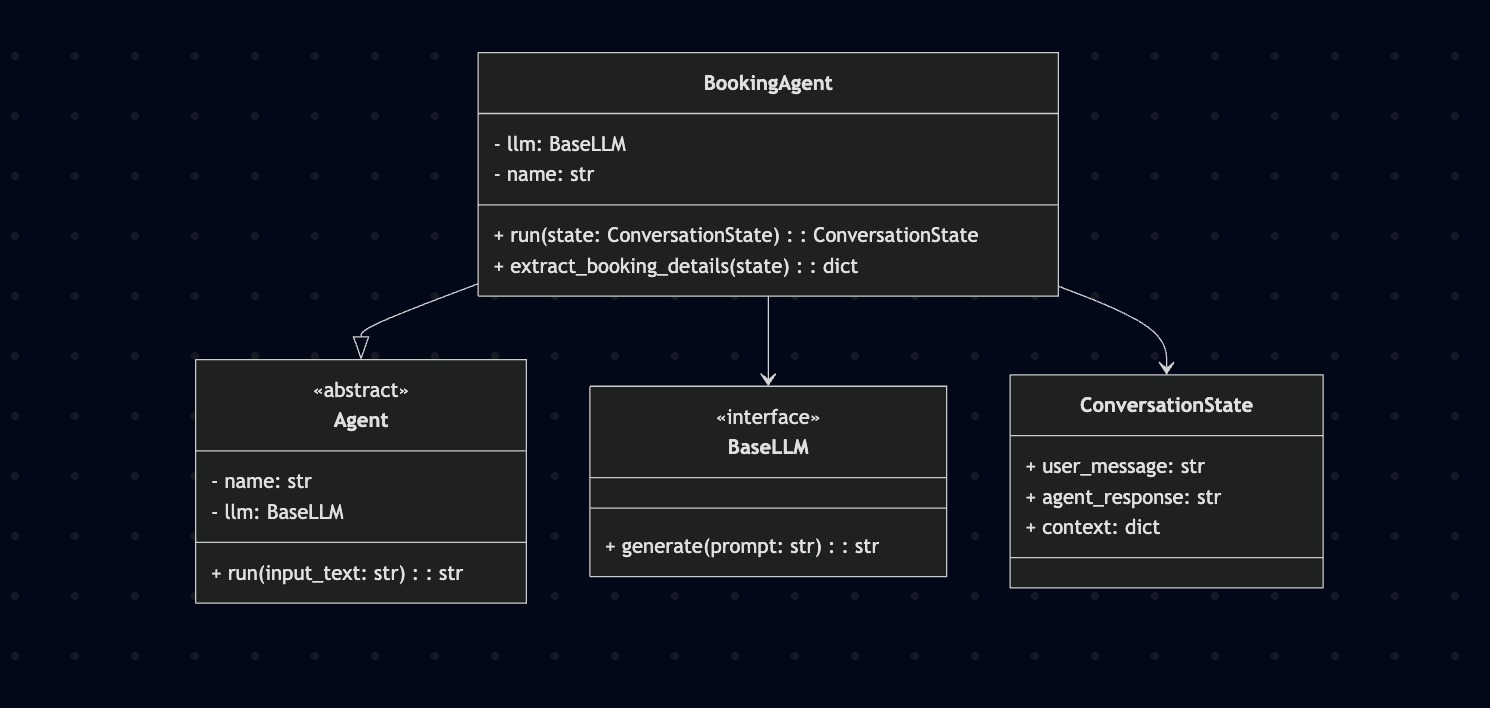 BookingAgent
- llm: BaseLLM
- name: str
+ run(state: ConversationState) : : ConversationState
+ extract_booking_details(state) : : dict
«abstract»
Agent
- name: str
- llm: BaseLLM
+ run(input_text: str) : : str
«interface»
BaseLLM
+ generate(prompt: str) : : str
ConversationState
+ user_message: str
+ agent_response: str
+ context: dict